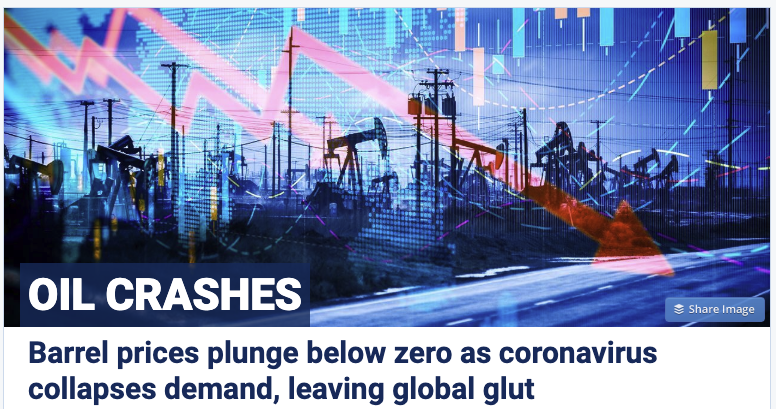 OIL CRASHES
Share Image
Barrel prices plunge below zero as coronavirus
collapses demand, leaving global glut